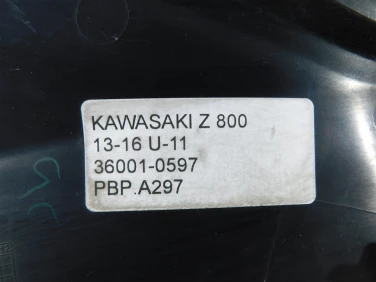 KAWASAKI Z 800
13-16 U-11
36001-0597
PBP.A297